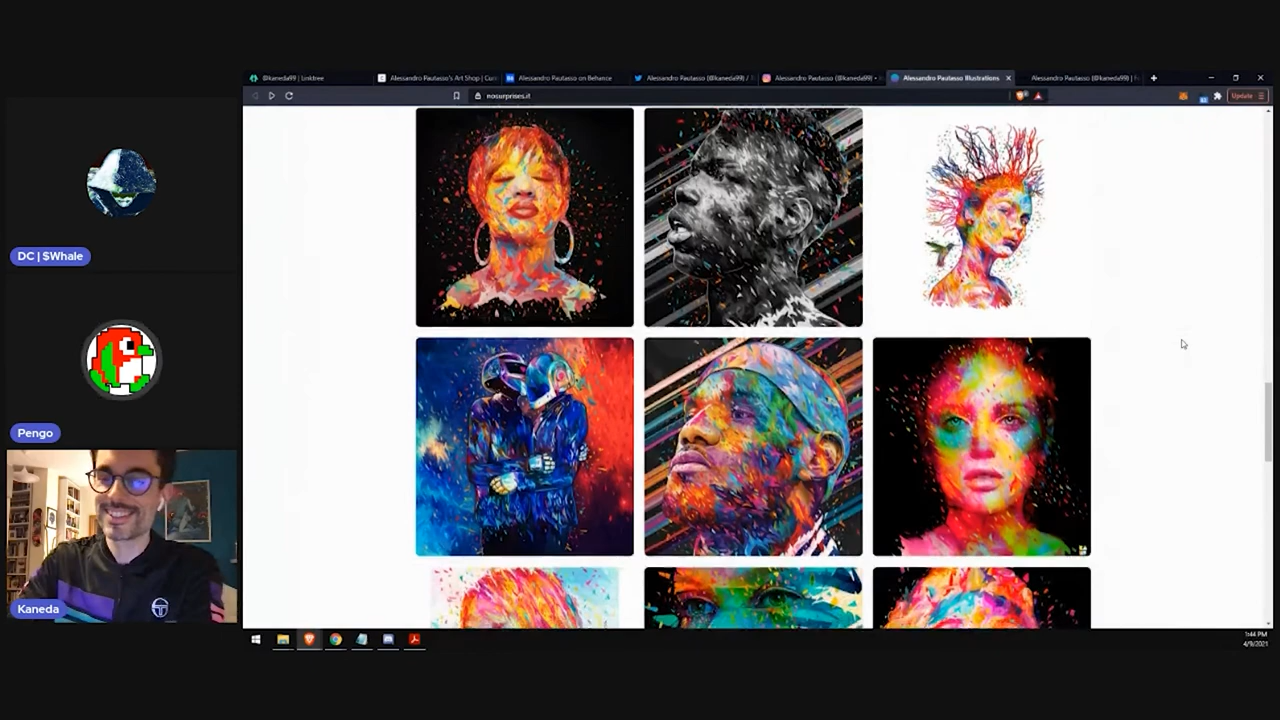 @kaneda99 | Linktree
Alessandro Pautasso's Art Shop | Curi
Alessandro Pautasso on Behance
Alessandro Pautasso (@kaneda99) /
Alessandro Pautasso (@kaneda99) •
Alessandro Pautasso Illustrations
Alessandro Pautasso (@kaneda99) | F
nosurprises.it
Update
DC | $Whale
Pengo
Kaneda
1:44 PM
4/9/2021